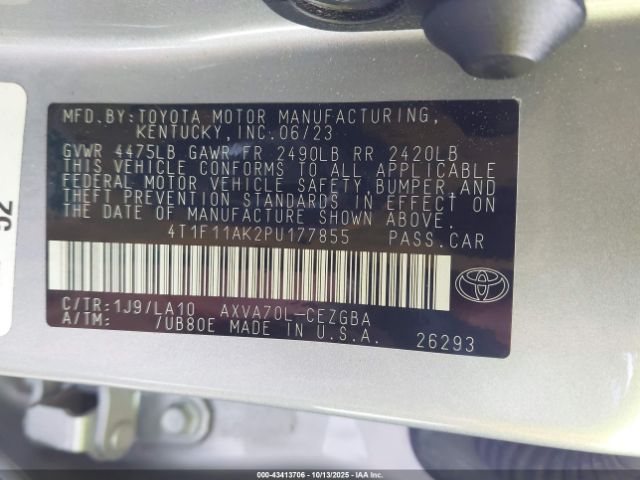 MFD.BY:TOYOTA MOTOR MANUFACTURING,
KENTUCKY,INC.06/23
GVWR 4475LB GAWR FR 2490LB RR 2420LB
THIS VEHICLE CONFORMS TO ALL APPLICABLE
FEDERAL MOTOR VEHICLE SAFETY,BUMPER,AND
THEFT PREVENTION STANDARDS IN EFFECT ON
THE DATE OF MANUFACTURE SHOWN ABOVE.
4T1F11AK2PU177855 PASS.CAR
C/TR:1J9/LA10 AXVA70L-CEZGBA
A/TM: /UB80E MADE IN U.S.A. 26293
52
000-43413706 | 10/13/2025 | IAAI.COM